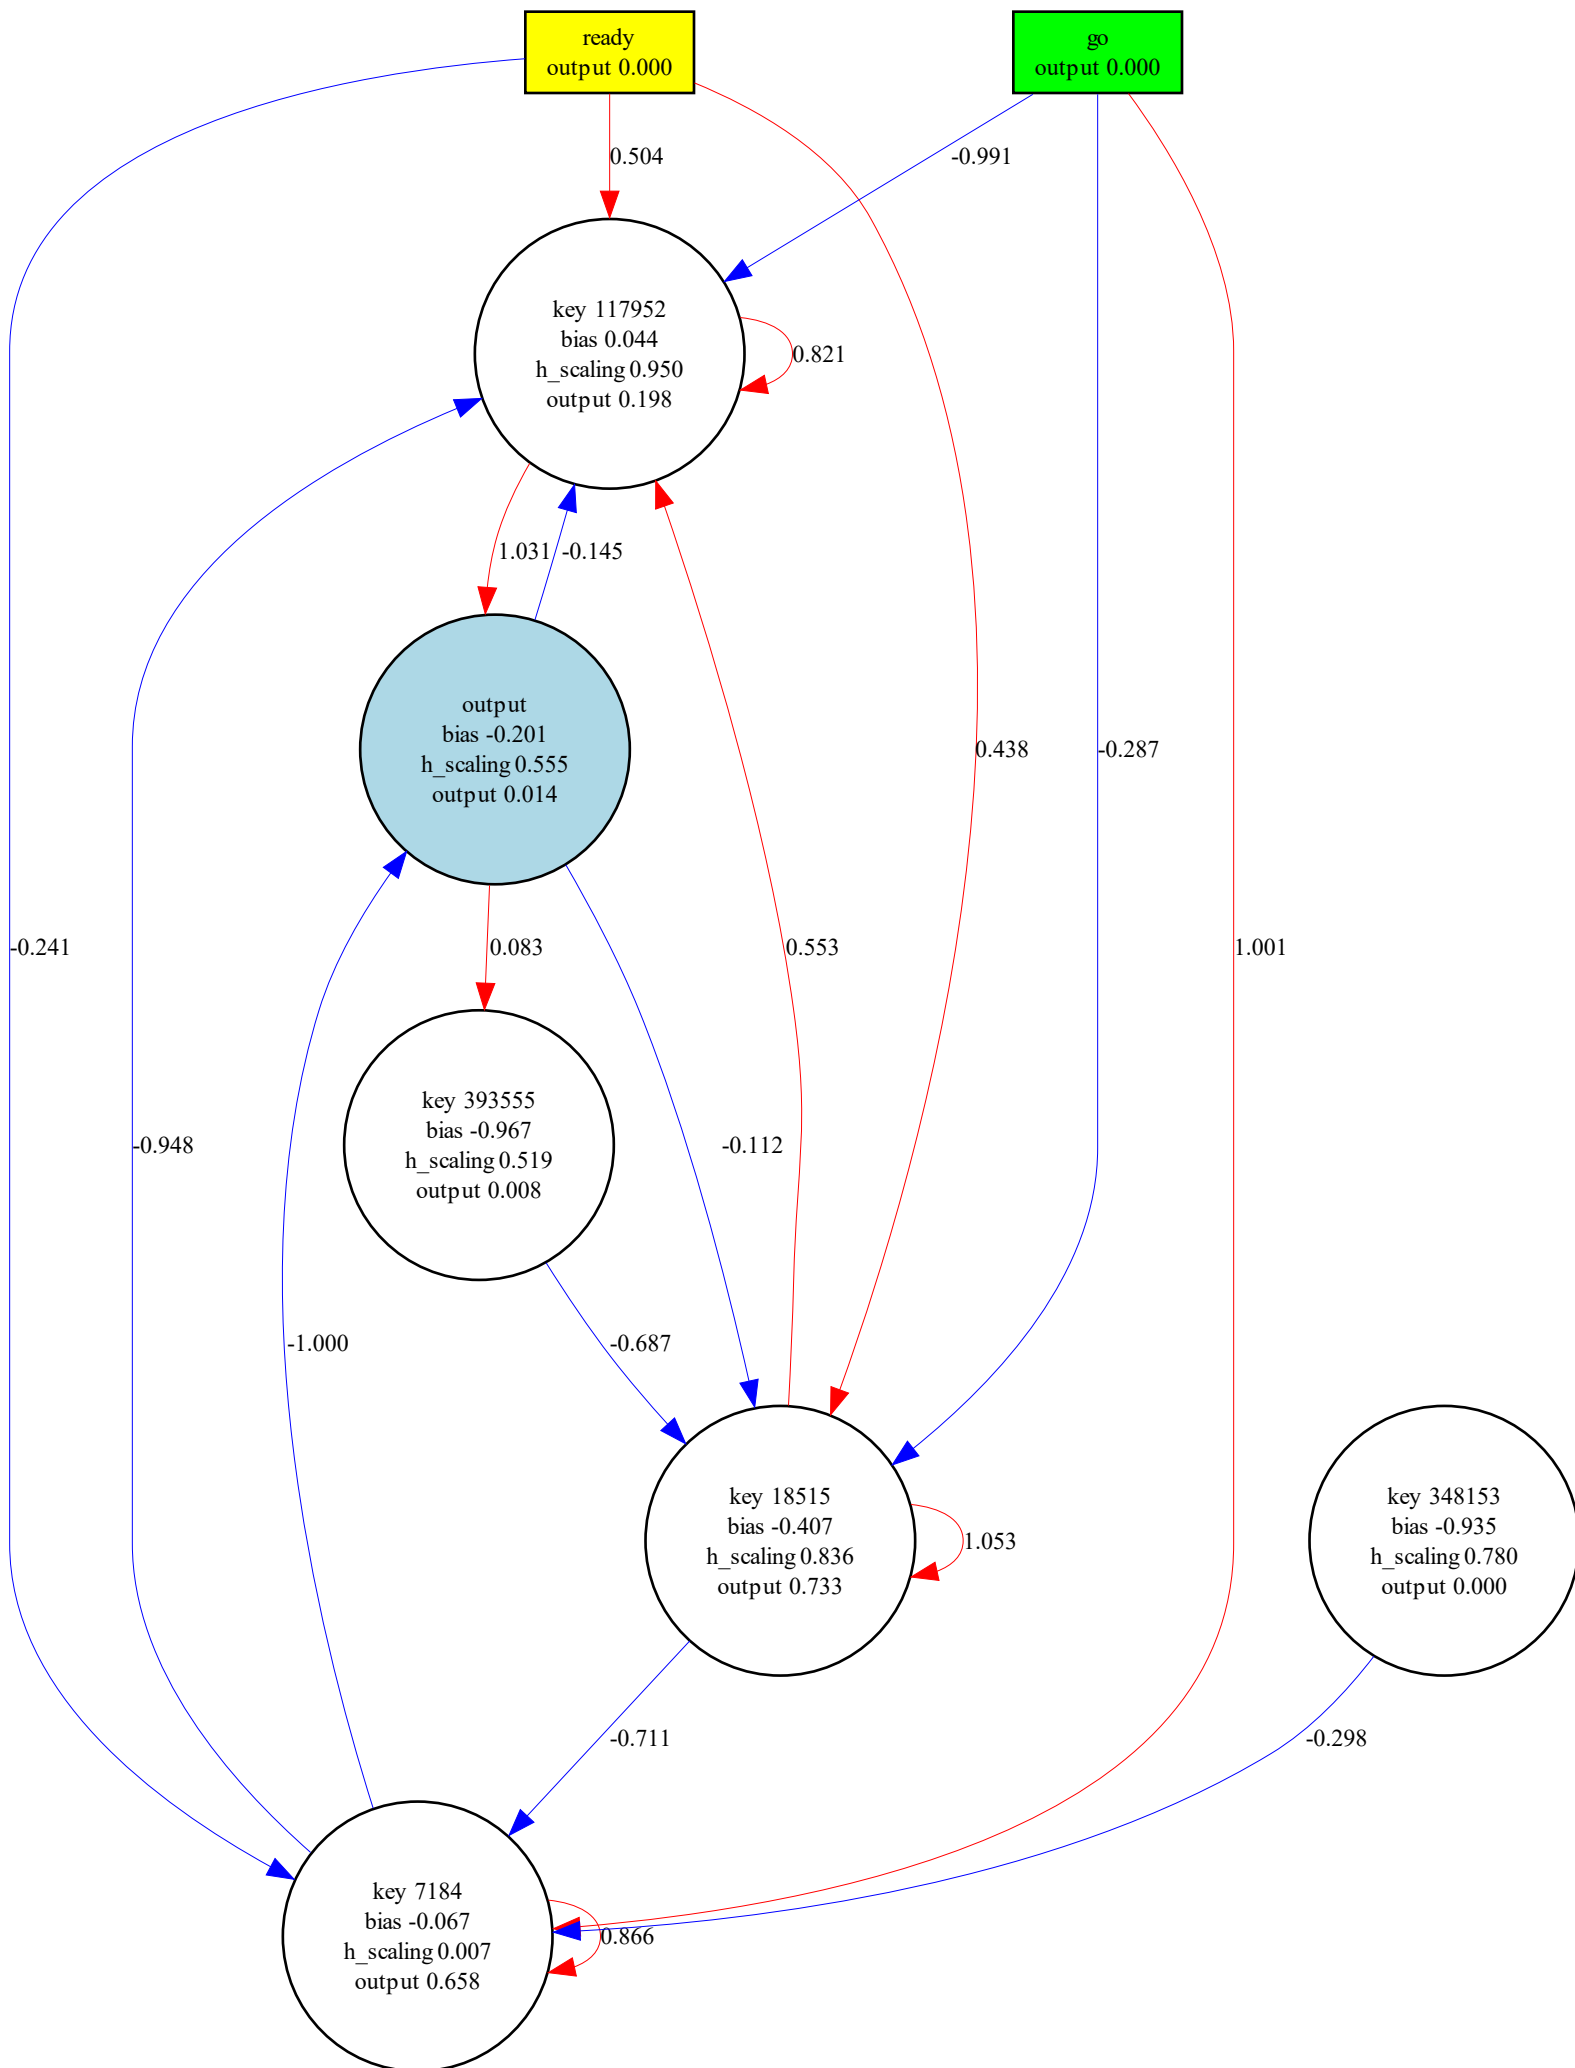 ready
output 0.000
go
output 0.000
0.504
-0.991
key 117952
bias 0.044
h_scaling 0.950
output 0.198
0.821
1.031
-0.145
output
bias -0.201
h_scaling 0.555
output 0.014
0.438
-0.287
-0.241
0.083
0.553
1.001
key 393555
bias -0.967
h_scaling 0.519
output 0.008
-0.948
-0.112
-1.000
-0.687
key 18515
bias -0.407
h_scaling 0.836
output 0.733
1.053
key 348153
bias -0.935
h_scaling 0.780
output 0.000
-0.711
-0.298
key 7184
bias -0.067
h_scaling 0.007
output 0.658
0.866